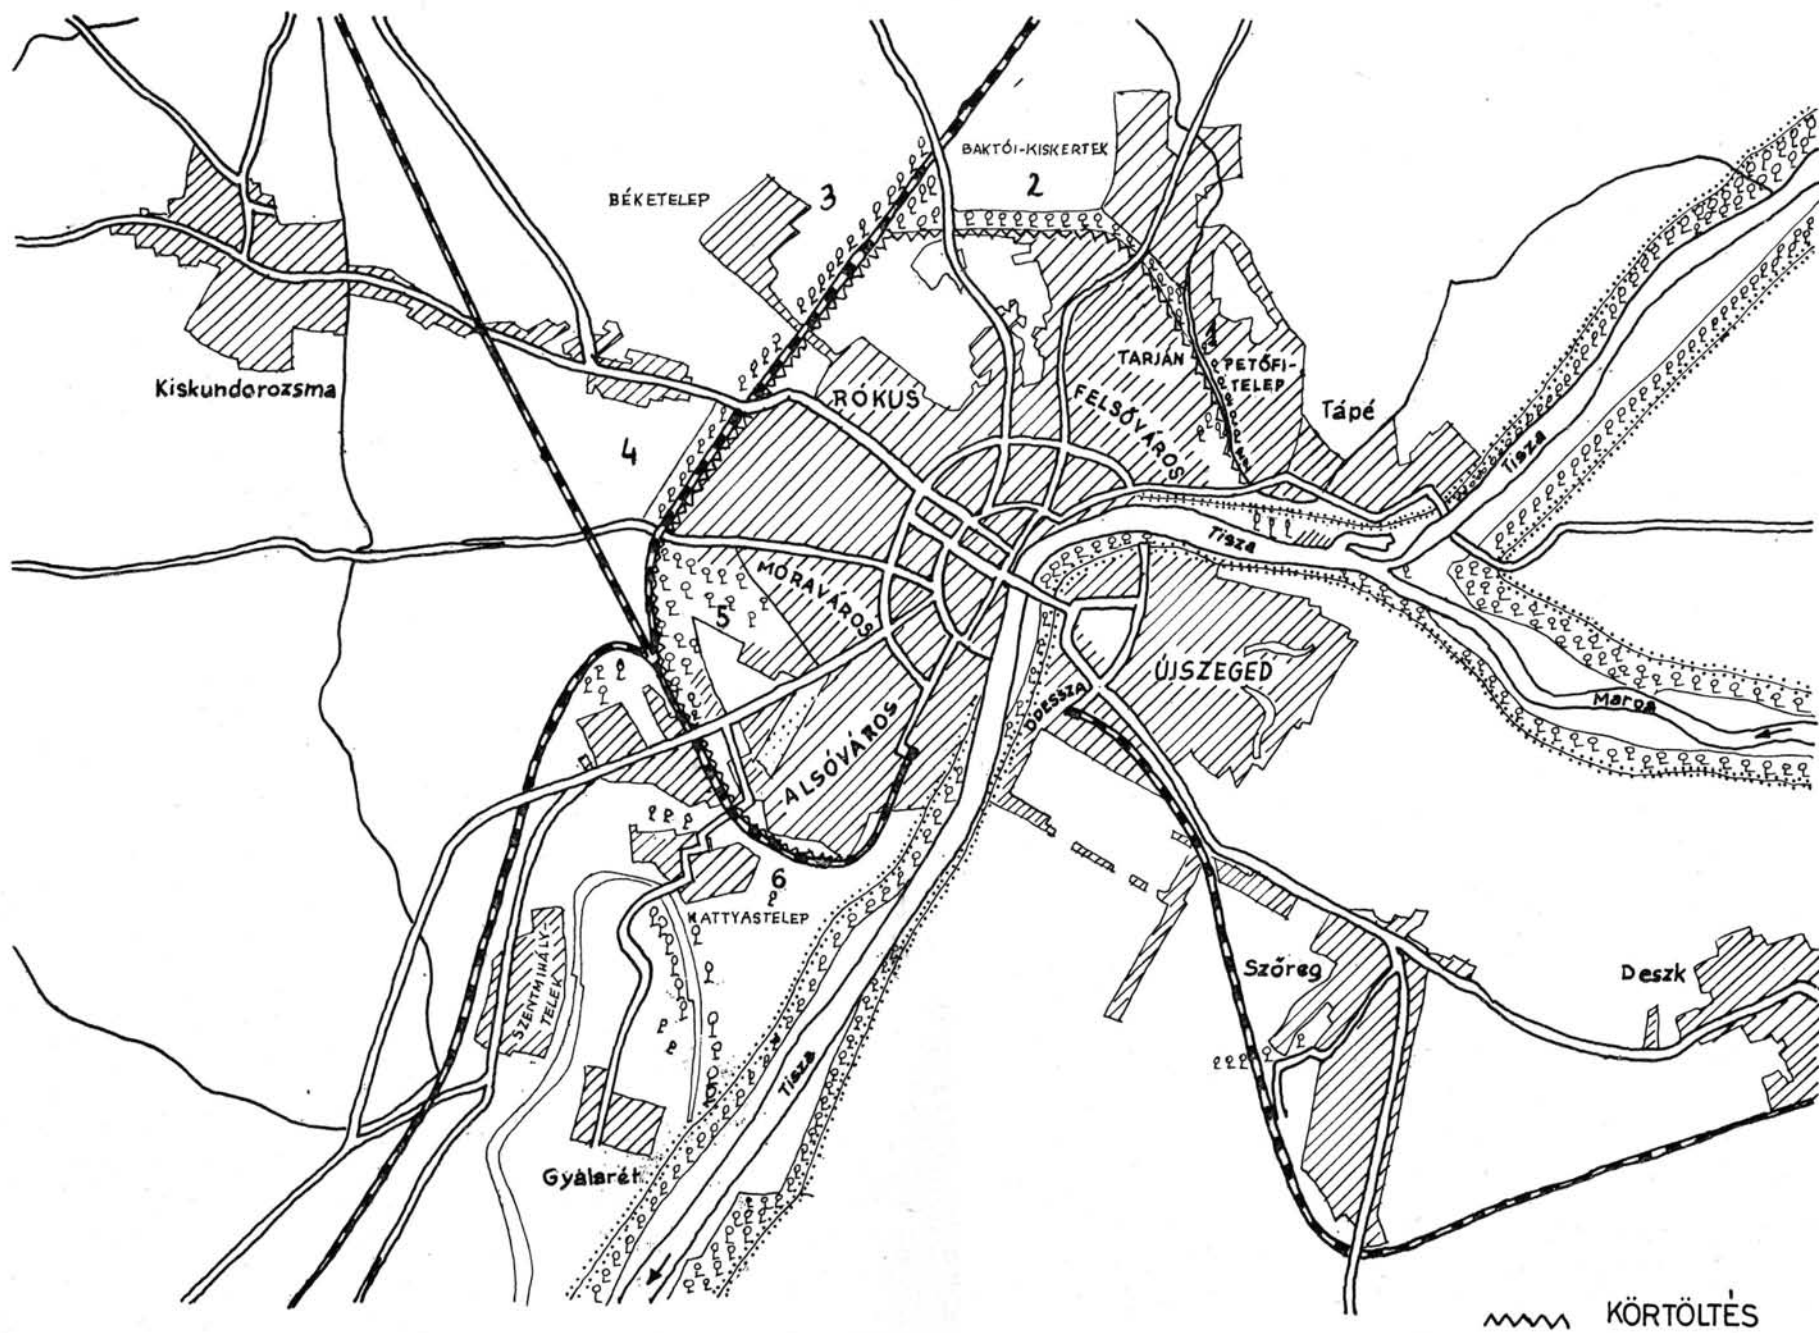 BAKTÓI-KISKERTEK
2
BÉKETELEP
3
TARJÁN
1
PETŐFI-
TELEP
Kiskundorozsma
RÓKUS
FELSŐVÁROS
Tápé
4
Tisza
Tisza
MÓRAVÁROS
5
ÚJSZEGED
ODESSZA
Maros
ALSÓVÁROS
6
KATTYASTELEP
SZENTMIHÁLY-
TELEK
Szőreg
Deszk
Tisza
Gyálarét
KÖRTÖLTÉS